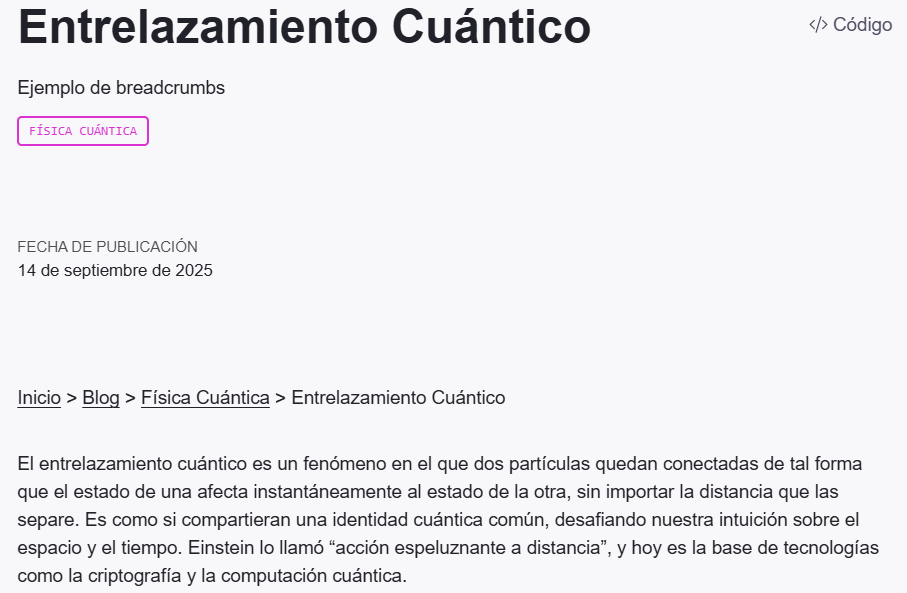 Entrelazamiento Cuántico
</> Código
Ejemplo de breadcrumbs
FÍSICA CUÁNTICA
FECHA DE PUBLICACIÓN
14 de septiembre de 2025
Inicio > Blog > Física Cuántica > Entrelazamiento Cuántico
El entrelazamiento cuántico es un fenómeno en el que dos partículas quedan conectadas de tal forma
que el estado de una afecta instantáneamente al estado de la otra, sin importar la distancia que las
separe. Es como si compartieran una identidad cuántica común, desafiando nuestra intuición sobre el
espacio y el tiempo. Einstein lo llamó “acción espeluznante a distancia”, y hoy es la base de tecnologías
como la criptografía y la computación cuántica.